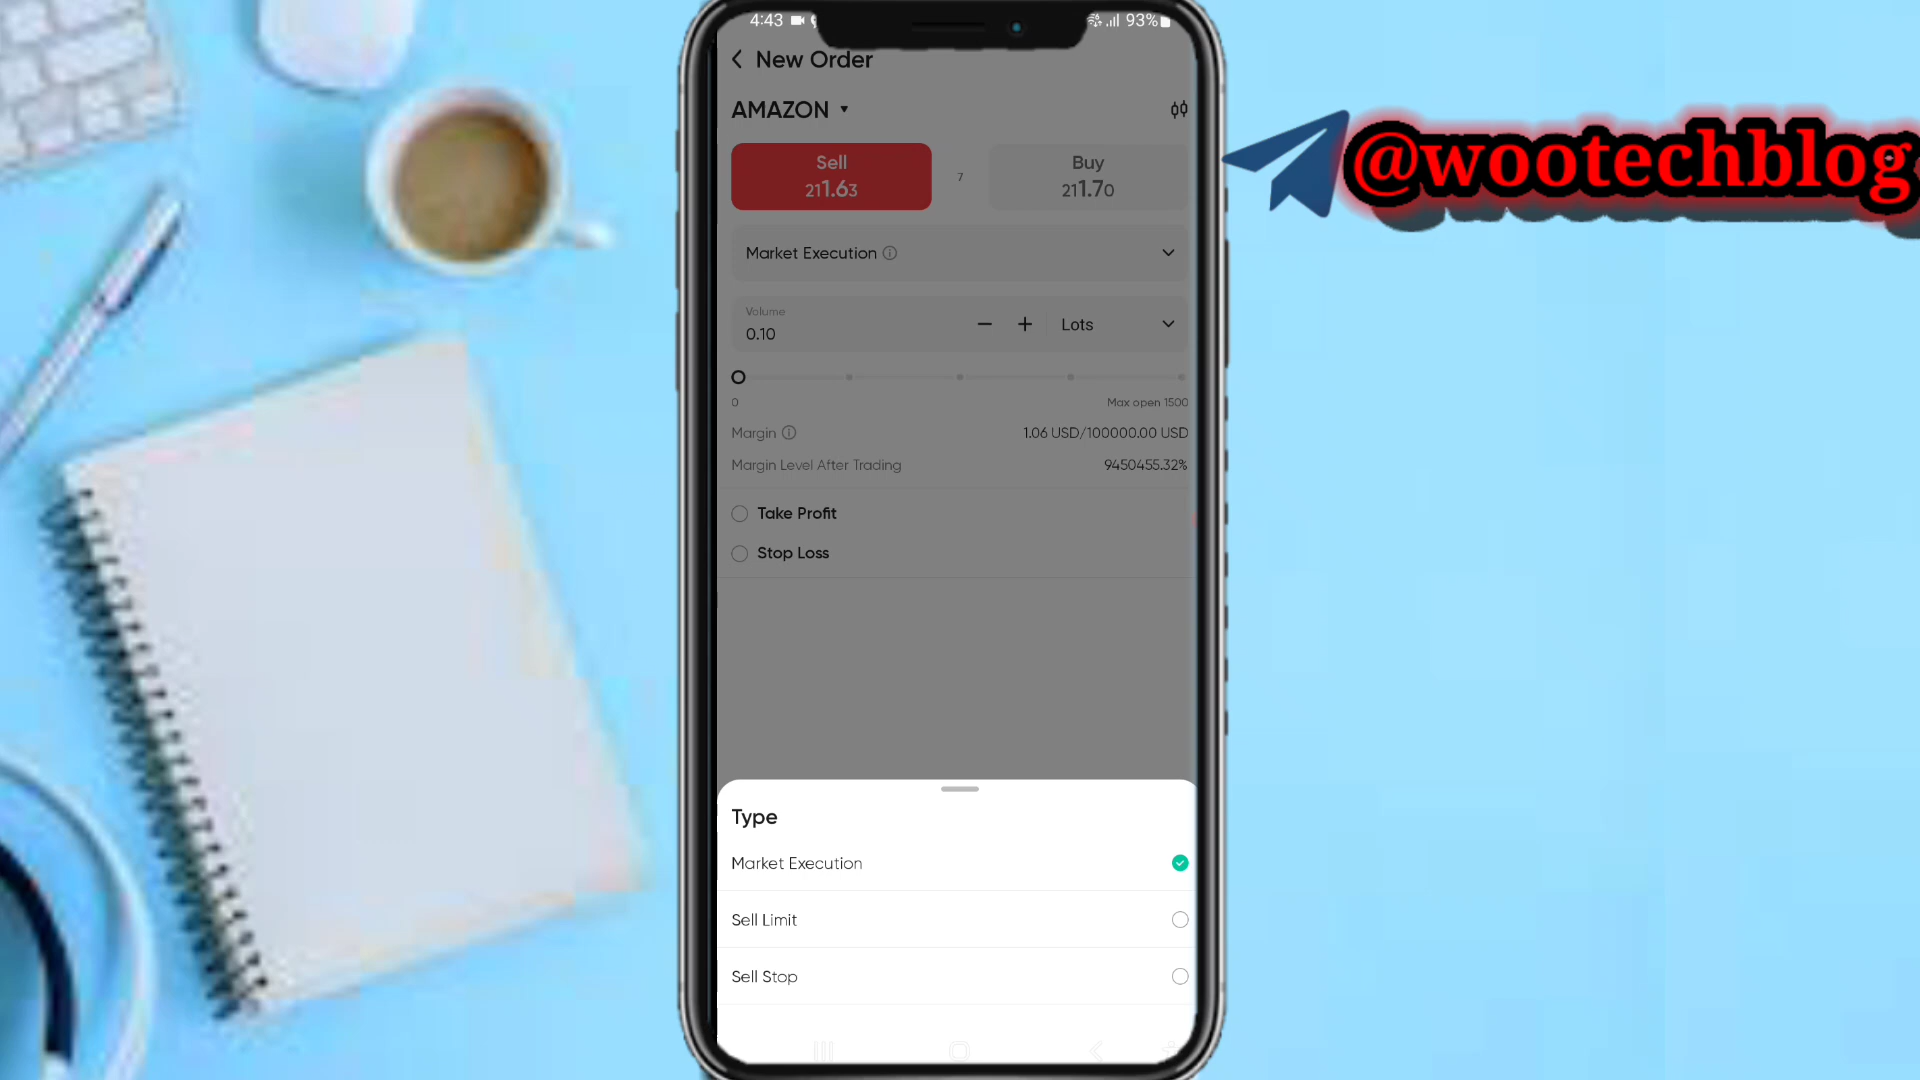 4:43 93%
New Order
AMAZON
Sell
211.63
7
Buy
211.70
Market Execution
Volume
0.10
Lots
0
Max open 1500
Margin
1.06 USD/100000.00 USD
Margin Level After Trading
9450455.32%
Take Profit
Stop Loss
Type
Market Execution
Sell Limit
Sell Stop
@wootechblog